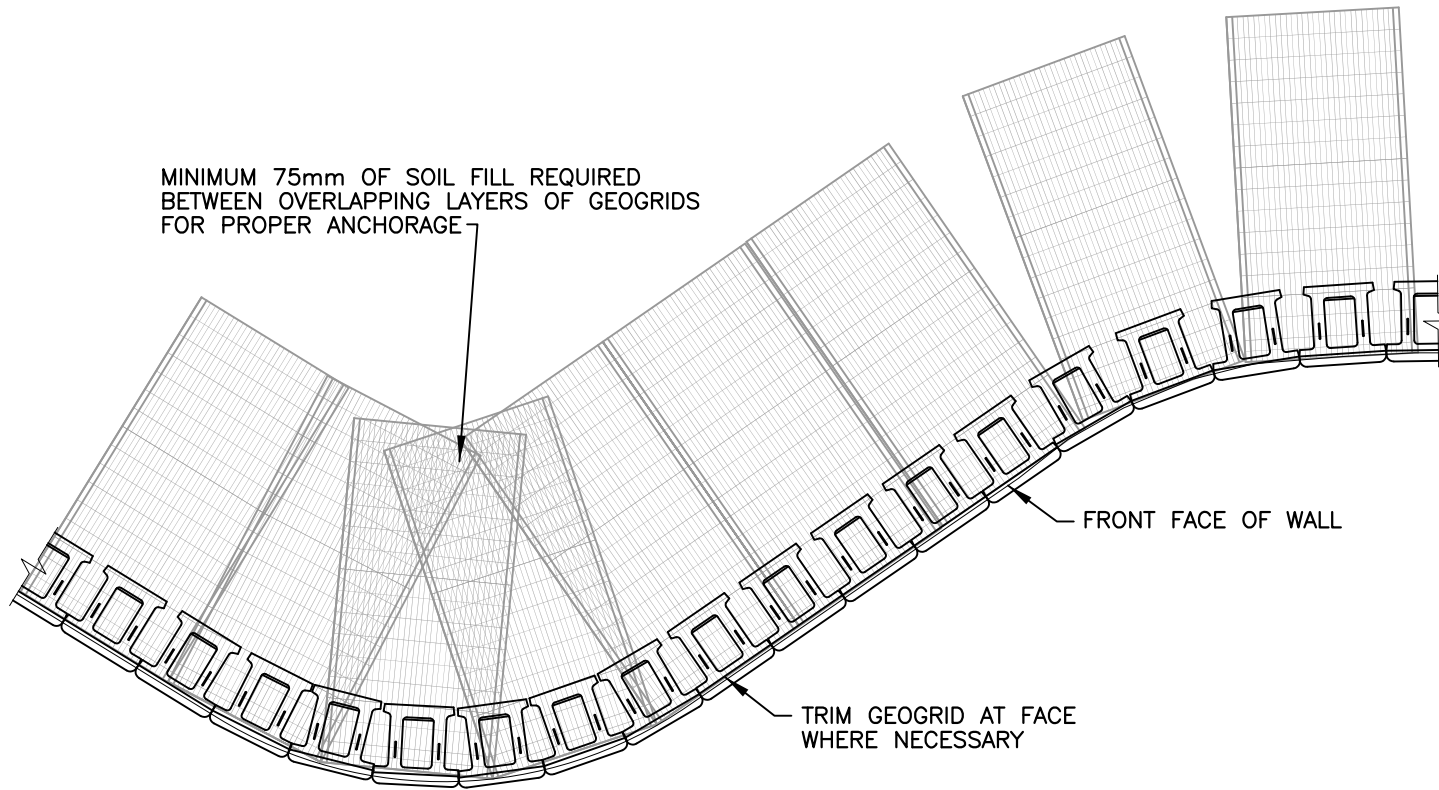 MINIMUM 75mm OF SOIL FILL REQUIRED
BETWEEN OVERLAPPING LAYERS OF GEOGRIDS
FOR PROPER ANCHORAGE
FRONT FACE OF WALL
TRIM GEOGRID AT FACE
WHERE NECESSARY